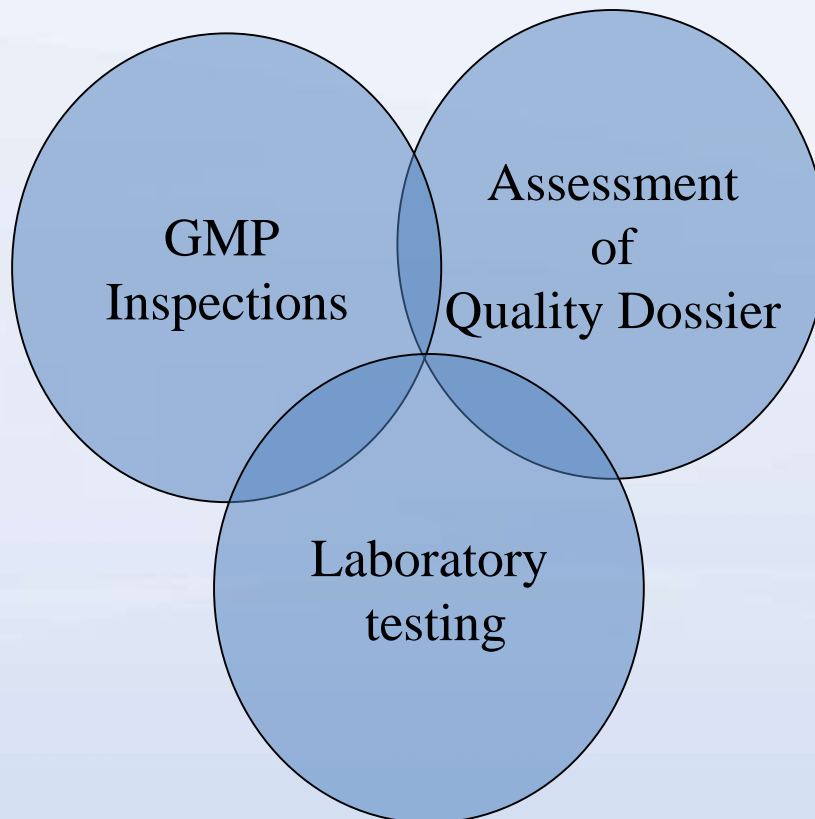 GMP
Inspections
Assessment
of
Quality Dossier
Laboratory
testing